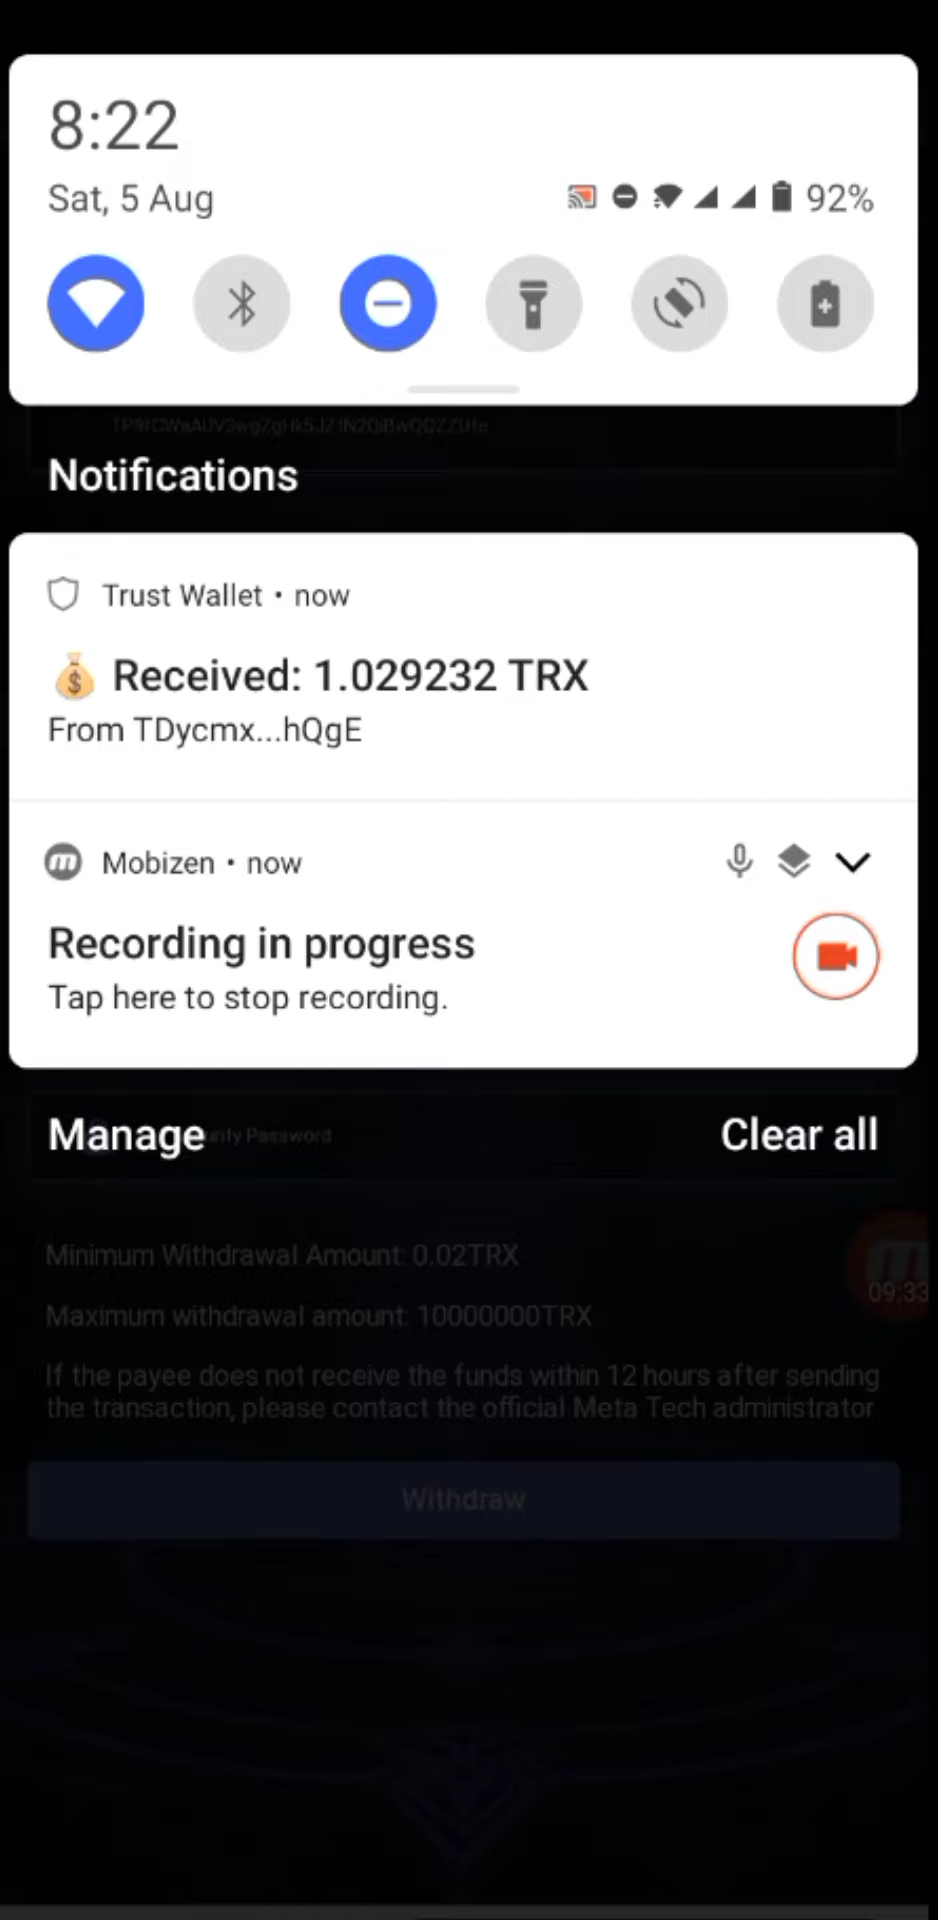 8:22
Sat, 5 Aug
92%
Notifications
Trust Wallet • now
💰 Received: 1.029232 TRX
From TDycmx...hQgE
Mobizen • now
Recording in progress
Tap here to stop recording.
Manage
Password
Clear all
Minimum Withdrawal Amount: 0.02TRX
09:33
Maximum withdrawal amount: 10000000TRX
If the payee does not receive the funds within 12 hours after sending
the transaction, please contact the official Meta Tech administrator
Withdraw